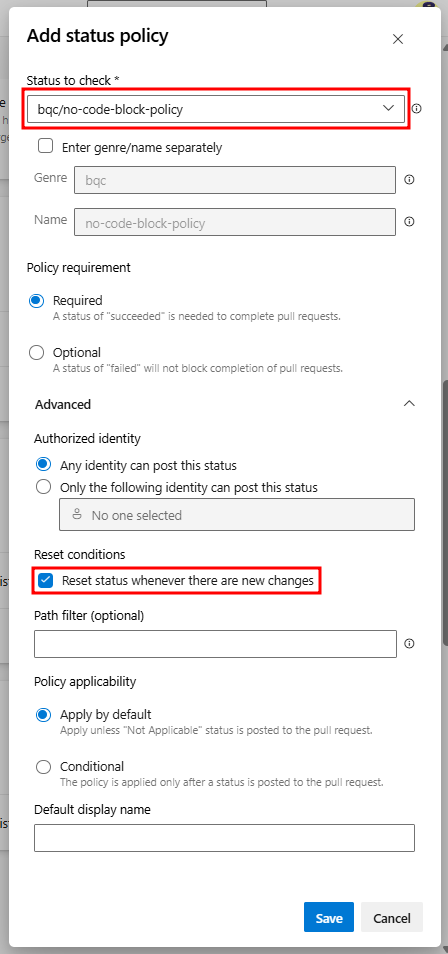 Add status policy
Status to check *
bqc/no-code-block-policy
Enter genre/name separately
Genre
bqc
Name
no-code-block-policy
Policy requirement
Required
A status of "succeeded" is needed to complete pull requests.
Optional
A status of "failed" will not block completion of pull requests.
Advanced
Authorized identity
Any identity can post this status
Only the following identity can post this status
No one selected
Reset conditions
Reset status whenever there are new changes
Path filter (optional)
Policy applicability
Apply by default
Apply unless "Not Applicable" status is posted to the pull request.
Conditional
The policy is applied only after a status is posted to the pull request.
Default display name
Save
Cancel